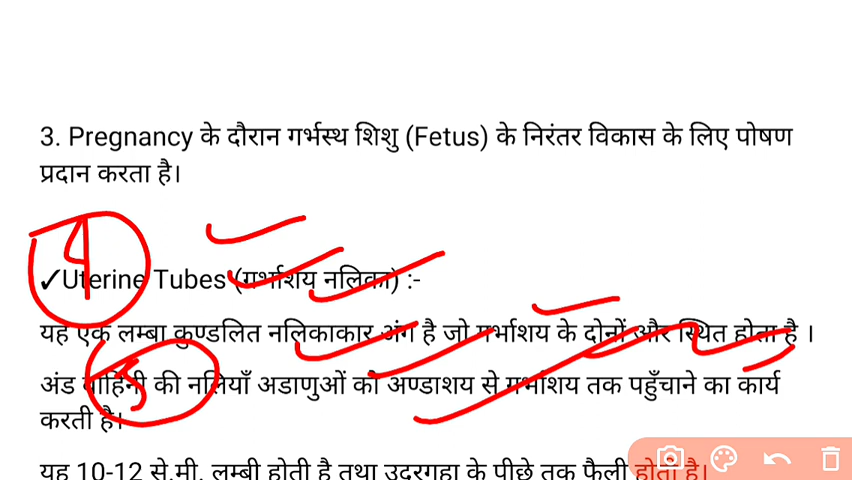 3. Pregnancy के दौरान गर्भस्थ शिशु (Fetus) के निरंतर विकास के लिए पोषण
प्रदान करता है।
✓Uterine Tubes (गर्भाशय नलिका) :-
यह एक लम्बा कुण्डलित नलिकाकार अंग है जो गर्भाशय के दोनों और स्थित होता है ।
अंड वाहिनी की नलियाँ अडाणुओं को अण्डाशय से गर्भाशय तक पहुँचाने का कार्य
करती है।
यह 10-12 से.मी. लम्बी होती है तथा उदरगुहा के पीछे तक फैली होती है।